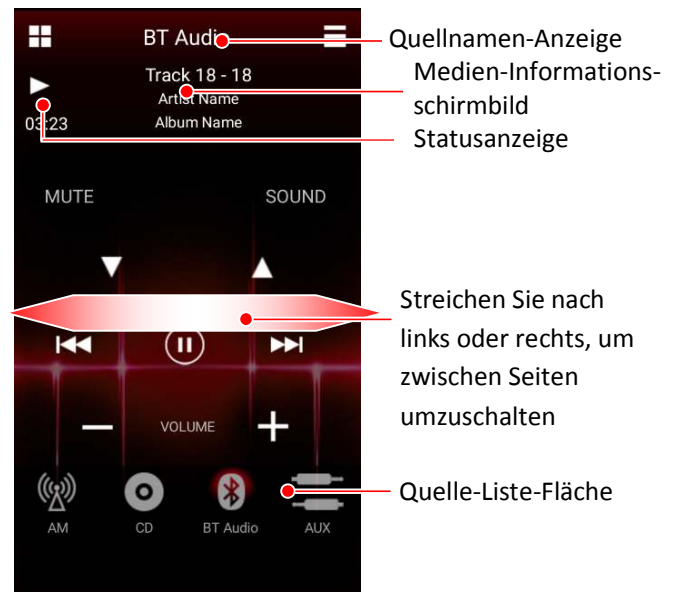 BT Audio
Quellnamen-Anzeige
Track 18 - 18
Medien-Informations-
schirmbild
Artist Name
03:23
Album Name
Statusanzeige
MUTE
SOUND
Streichen Sie nach
links oder rechts, um
zwischen Seiten
umzuschalten
VOLUME
Quelle-Liste-Fläche
AM
CD
BT Audio
AUX